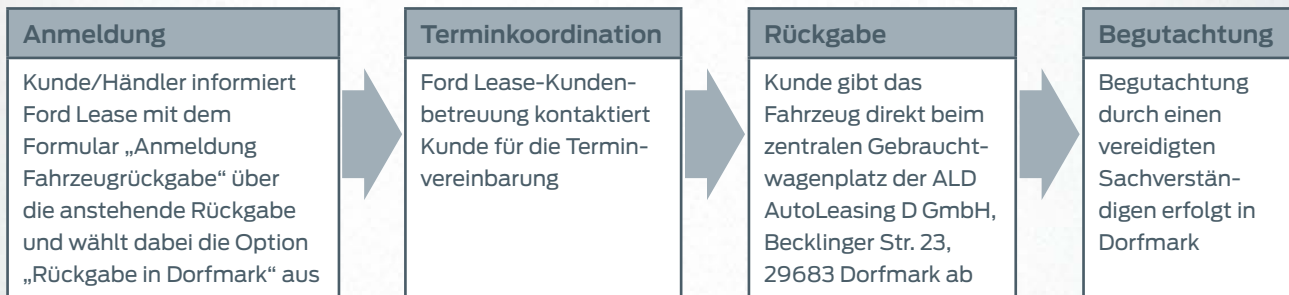 Anmeldung
Kunde/Händler informiert
Ford Lease mit dem
Formular „Anmeldung
Fahrzeugrückgabe“ über
die anstehende Rückgabe
und wählt dabei die Option
„Rückgabe in Dorfmark“ aus
Terminkoordination
Ford Lease-Kunden-
betreuung kontaktiert
Kunde für die Termin-
vereinbarung
Rückgabe
Kunde gibt das
Fahrzeug direkt beim
zentralen Gebraucht-
wagenplatz der ALD
AutoLeasing D GmbH,
Becklinger Str. 23,
29683 Dorfmark ab
Begutachtung
Begutachtung
durch einen
vereidigten
Sachverstän-
digen erfolgt in
Dorfmark